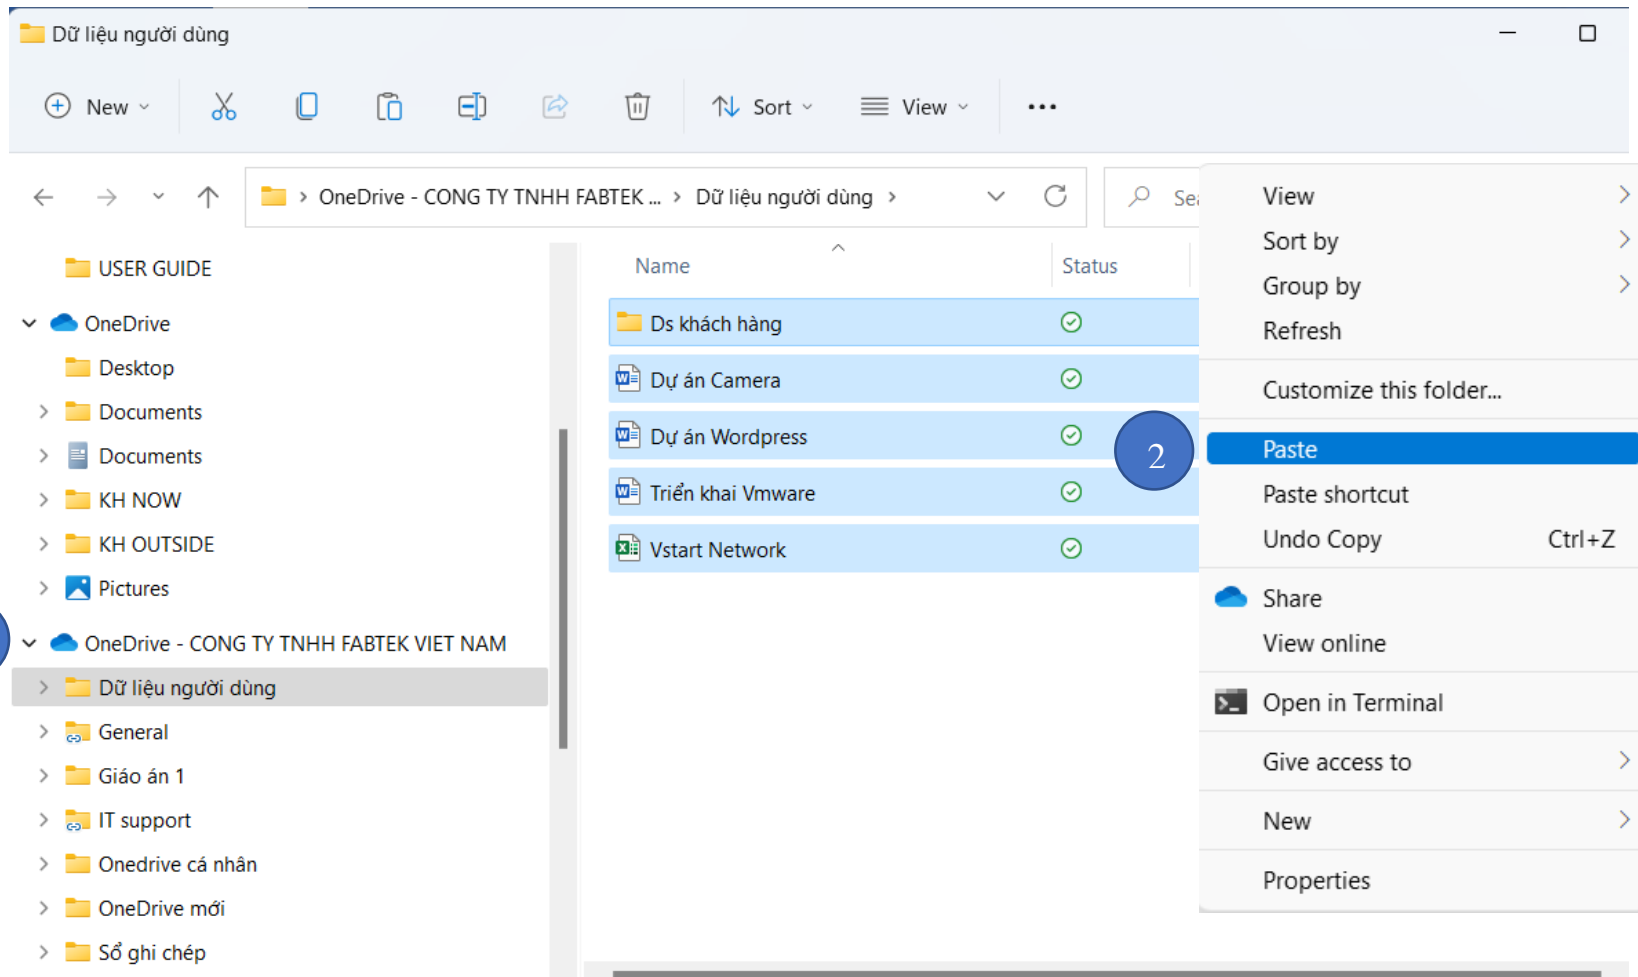 Dữ liệu người dùng
New
Sort
View
OneDrive - CONG TY TNHH FABTEK ... > Dữ liệu người dùng >
Sea
USER GUIDE
OneDrive
Desktop
Documents
Documents
KH NOW
KH OUTSIDE
Pictures
OneDrive - CONG TY TNHH FABTEK VIET NAM
Dữ liệu người dùng
General
Giáo án 1
IT support
Onedrive cá nhân
OneDrive mới
Sổ ghi chép
Name Status
Ds khách hàng
Dự án Camera
Dự án Wordpress
Triển khai Vmware
Vstart Network
2
View
Sort by
Group by
Refresh
Customize this folder...
Paste
Paste shortcut
Undo Copy Ctrl+Z
Share
View online
Open in Terminal
Give access to
New
Properties